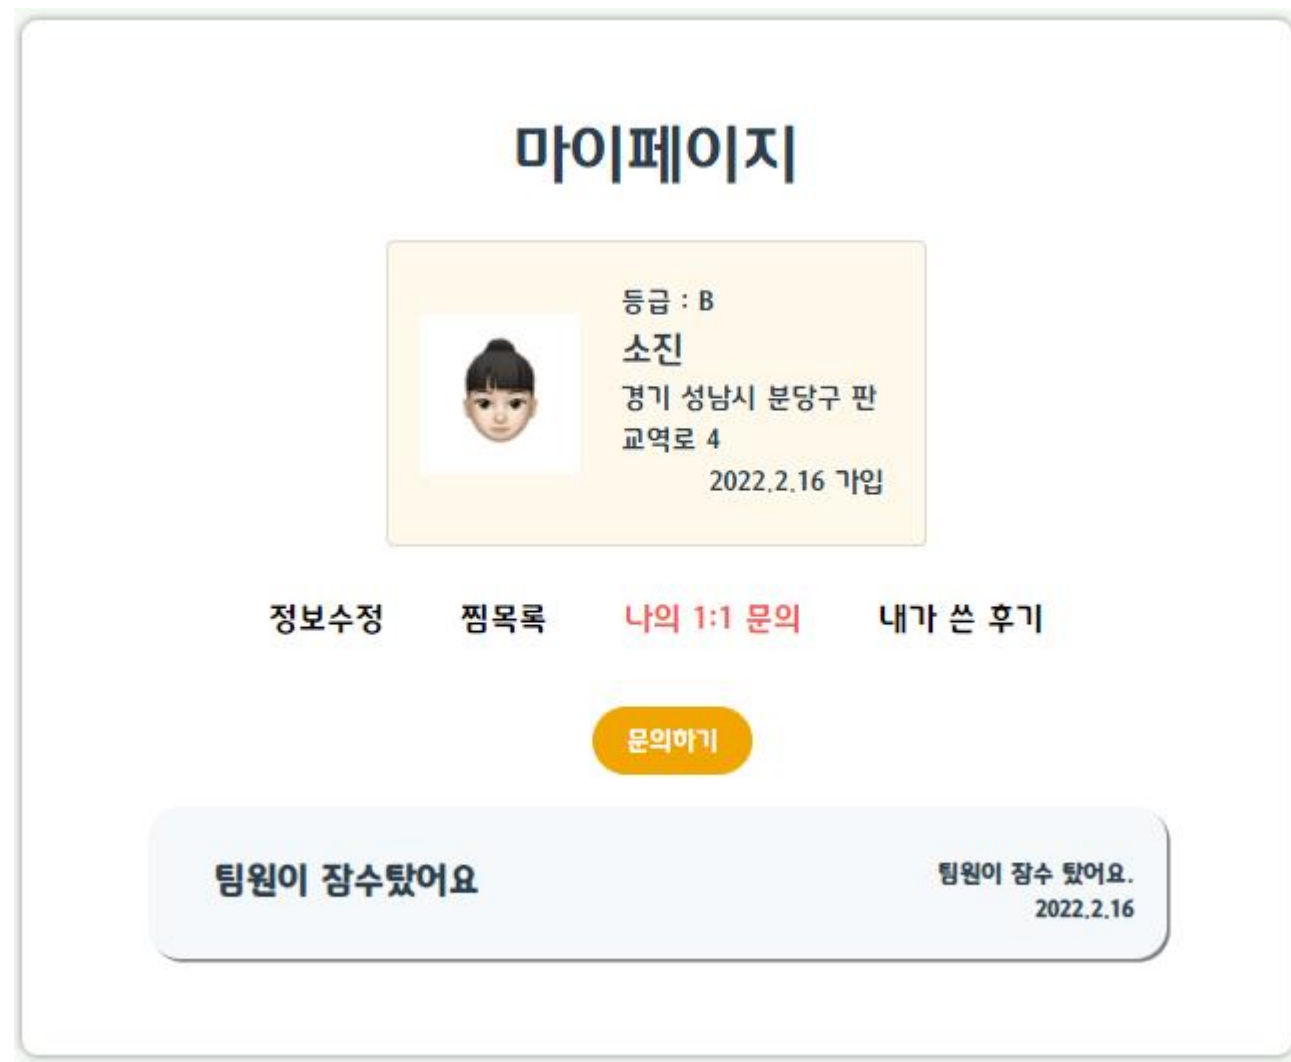 마이페이지
등급 : B
소진
경기 성남시 분당구 판
교역로 4
2022.2.16 가입
정보수정 찜목록 나의 1:1 문의 내가 쓴 후기
문의하기
팀원이 잠수탔어요
팀원이 잠수 탔어요.
2022.2.16